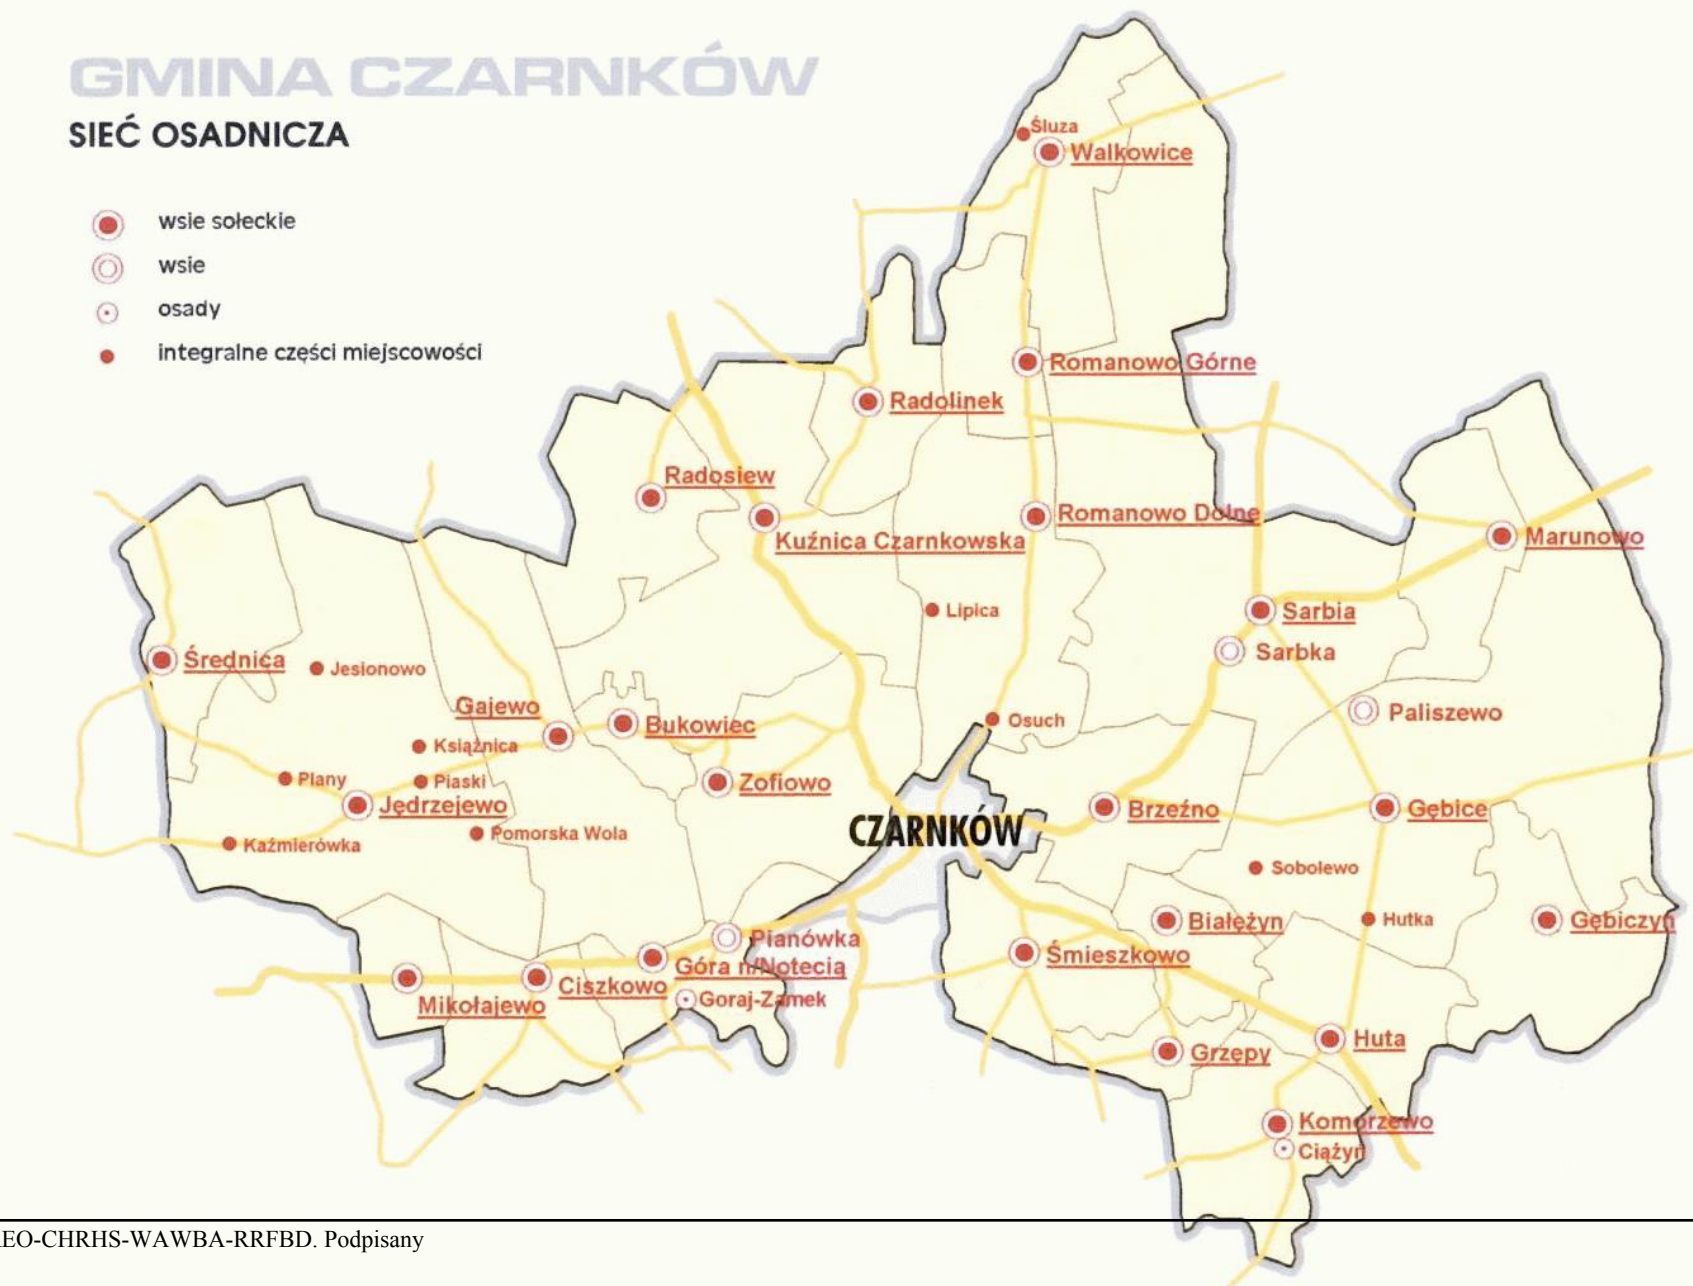 GMINA CZARNKÓW
SIEĆ OSADNICZA
wsie sołeckie
wsie
osady
integralne części miejscowości
Śluza
Walkowice
Romanowo Górne
Radolinek
Radosiew
Romanowo Dolne
Kuźnica Czarnkowska
Marunowo
Lipica
Sarbia
Sarbka
Średnica
Jesionowo
Gajewo
Bukowiec
Osuch
Paliszewo
Książnica
Plany
Piaski
Zofiowo
Jędrzejewo
Brzeźno
Gębice
CZARNKÓW
Pomorska Wola
Kaźmierówka
Sobolewo
Białężyn
Hutka
Gębiczyn
Pianówka
Śmieszkowo
Góra n/Notecią
Ciszkowo
Mikołajewo
Goraj-Zamek
Huta
Grzępy
Komorzewo
Ciążyń
EO-CHRHS-WAWBA-RRFBD. Podpisany